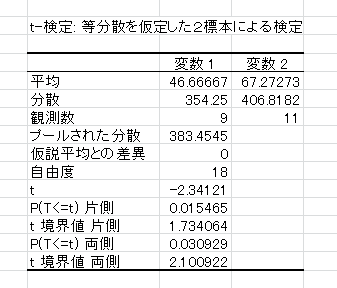 t-検定: 等分散を仮定した２標本による検定
変数 1 変数 2
平均 46.66667 67.27273
分散 354.25 406.8182
観測数 9 11
プールされた分散 383.4545
仮説平均との差異 0
自由度 18
t -2.34121
P(T<=t) 片側 0.015465
t 境界値 片側 1.734064
P(T<=t) 両側 0.030929
t 境界値 両側 2.100922